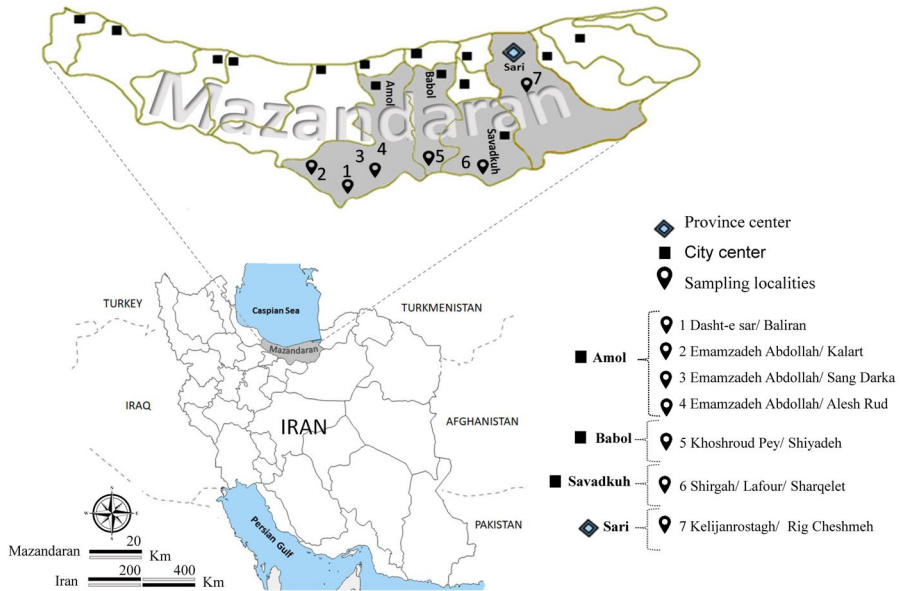 Mazandaran
Sari
Amol
Babol
Savadkuh
7
3
4
2
1
5
6
Province center
City center
Sampling localities
TURKEY
Caspian Sea
TURKMENISTAN
Mazandaran
IRAQ
IRAN
AFGHANISTAN
PAKISTAN
Persian Gulf
N
W
E
S
Mazandaran
20
Km
Iran
200
400
Km
Amol
1 Dasht-e sar/ Baliran
2 Emamzadeh Abdollah/ Kalart
3 Emamzadeh Abdollah/ Sang Darka
4 Emamzadeh Abdollah/ Alesh Rud
Babol
5 Khoshroud Pey/ Shiyadeh
Savadkuh
6 Shirgah/ Lafour/ Sharqelet
Sari
7 Kelijanrostagh/ Rig Cheshmeh